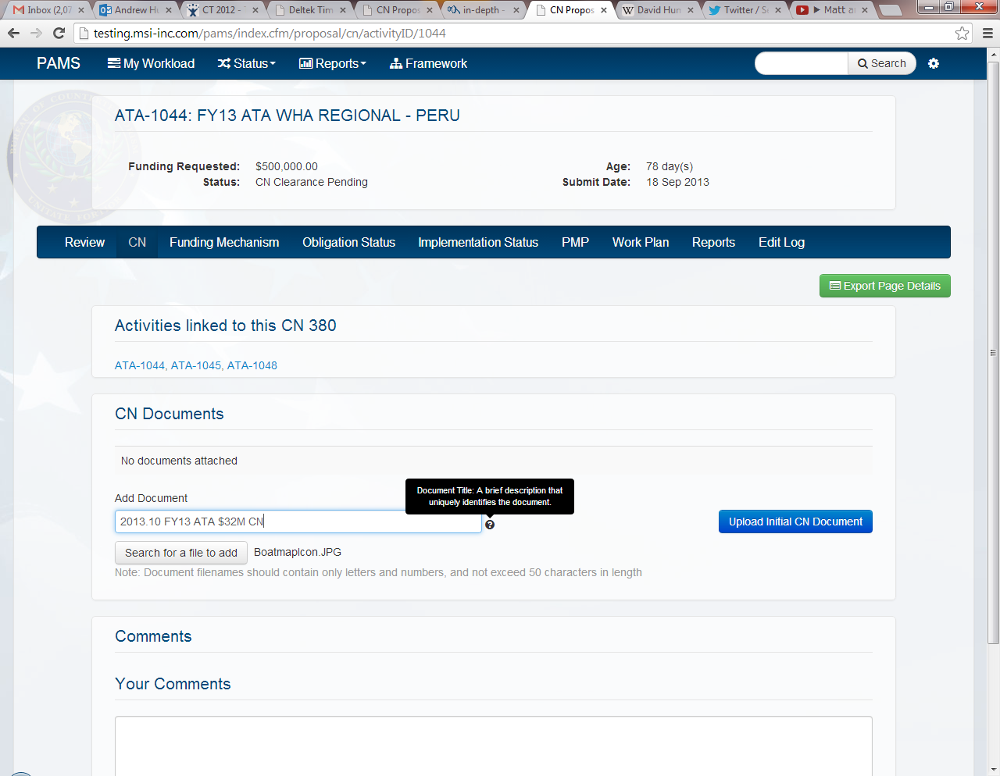 Inbox (2,07
Andrew Hu
CT 2012 -
Deltek Tim
CN Propos
in-depth -
CN Propos
David Hun
Twitter / Se
▶ Matt a
testing.msi-inc.com/pams/index.cfm/proposal/cn/activityID/1044
PAMS My Workload Status Reports Framework Search
ATA-1044: FY13 ATA WHA REGIONAL - PERU
Funding Requested: $500,000.00 Age: 78 day(s)
Status: CN Clearance Pending Submit Date: 18 Sep 2013
Review CN Funding Mechanism Obligation Status Implementation Status PMP Work Plan Reports Edit Log
Export Page Details
Activities linked to this CN 380
ATA-1044, ATA-1045, ATA-1048
CN Documents
No documents attached
Document Title: A brief description that
uniquely identifies the document.
Add Document
2013.10 FY13 ATA $32M CN
Upload Initial CN Document
Search for a file to add BoatmapIcon.JPG
Note: Document filenames should contain only letters and numbers, and not exceed 50 characters in length
Comments
Your Comments